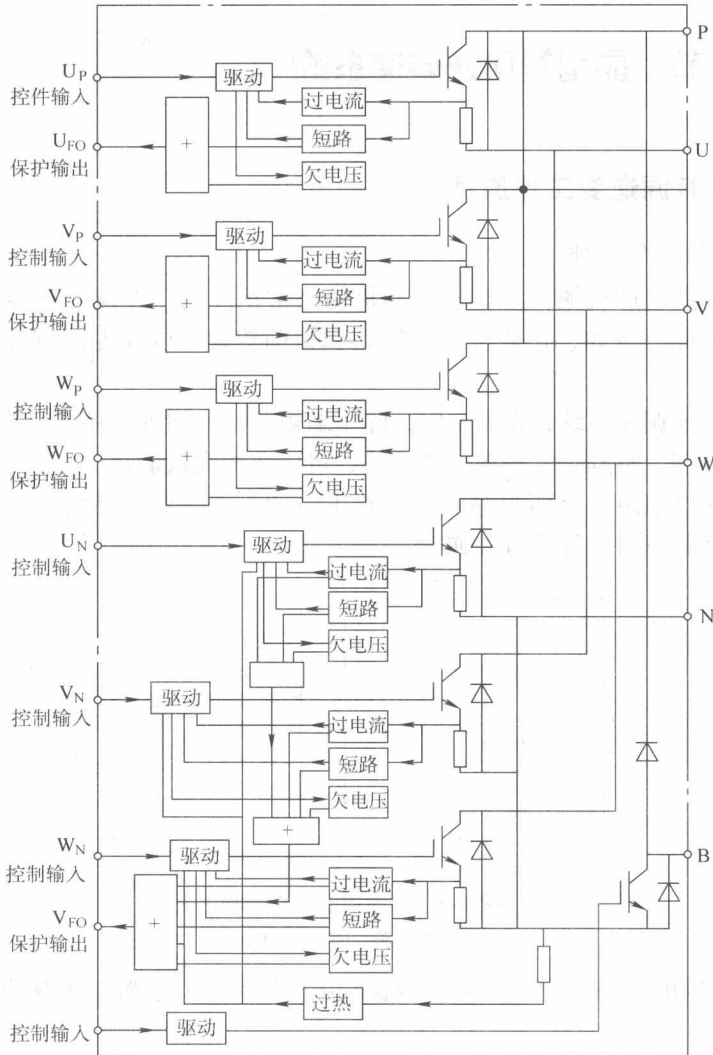 P
U_P
控件输入
驱动
过电流
U_FO
保护输出
+
短路
欠电压
U
V_P
控制输入
驱动
过电流
V_FO
保护输出
+
短路
欠电压
V
W_P
控制输入
驱动
过电流
W_FO
保护输出
+
短路
欠电压
W
U_N
控制输入
驱动
过电流
短路
欠电压
N
V_N
控制输入
驱动
过电流
短路
欠电压
+
W_N
控制输入
驱动
过电流
B
V_FO
保护输出
+
短路
欠电压
过热
控制输入
驱动